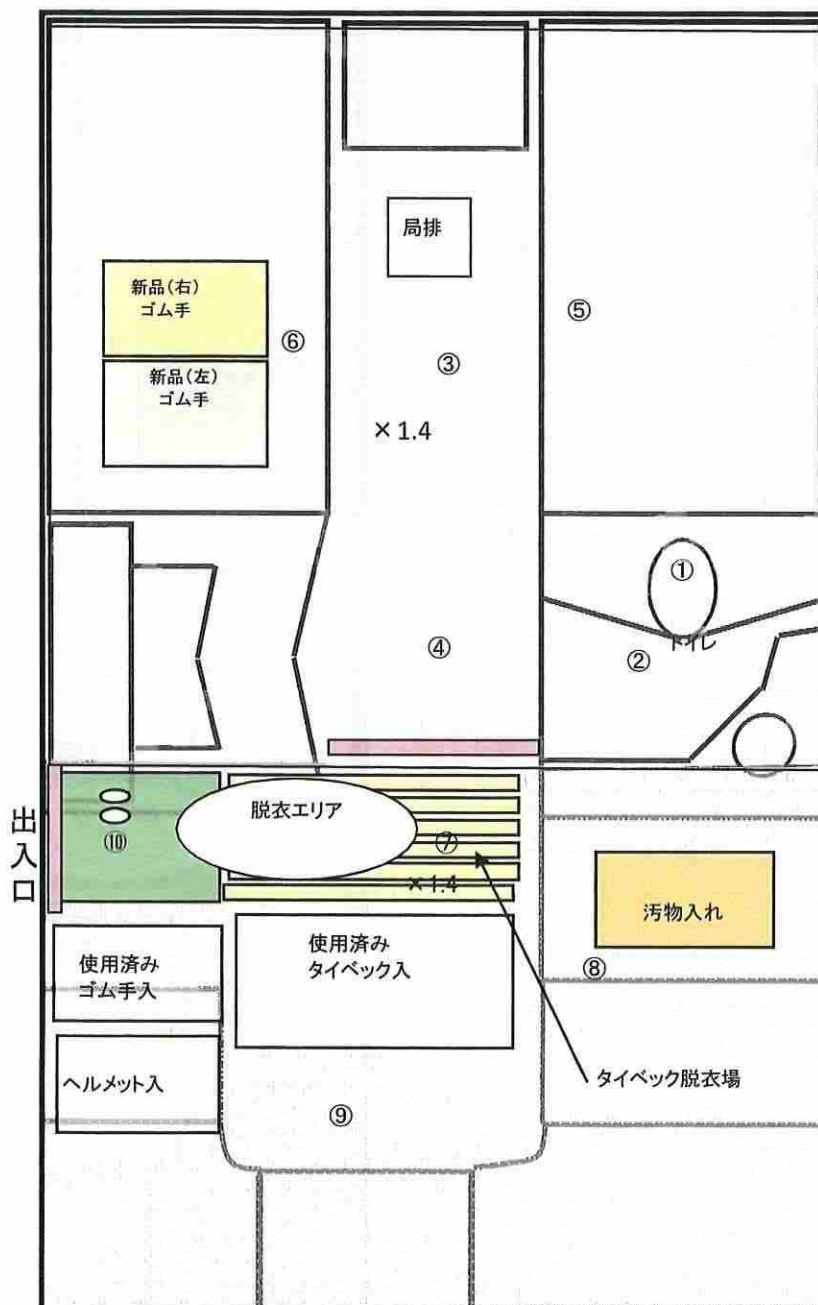 局排
新品(右)
ゴム手
⑥
新品(左)
ゴム手
③
⑤
×1.4
①
トイレ
②
④
出入口
脱衣エリア
⑩
⑦
×1.4
汚物入れ
使用済み
ゴム手入
使用済み
タイベック入
⑧
ヘルメット入
タイベック脱衣場
⑨